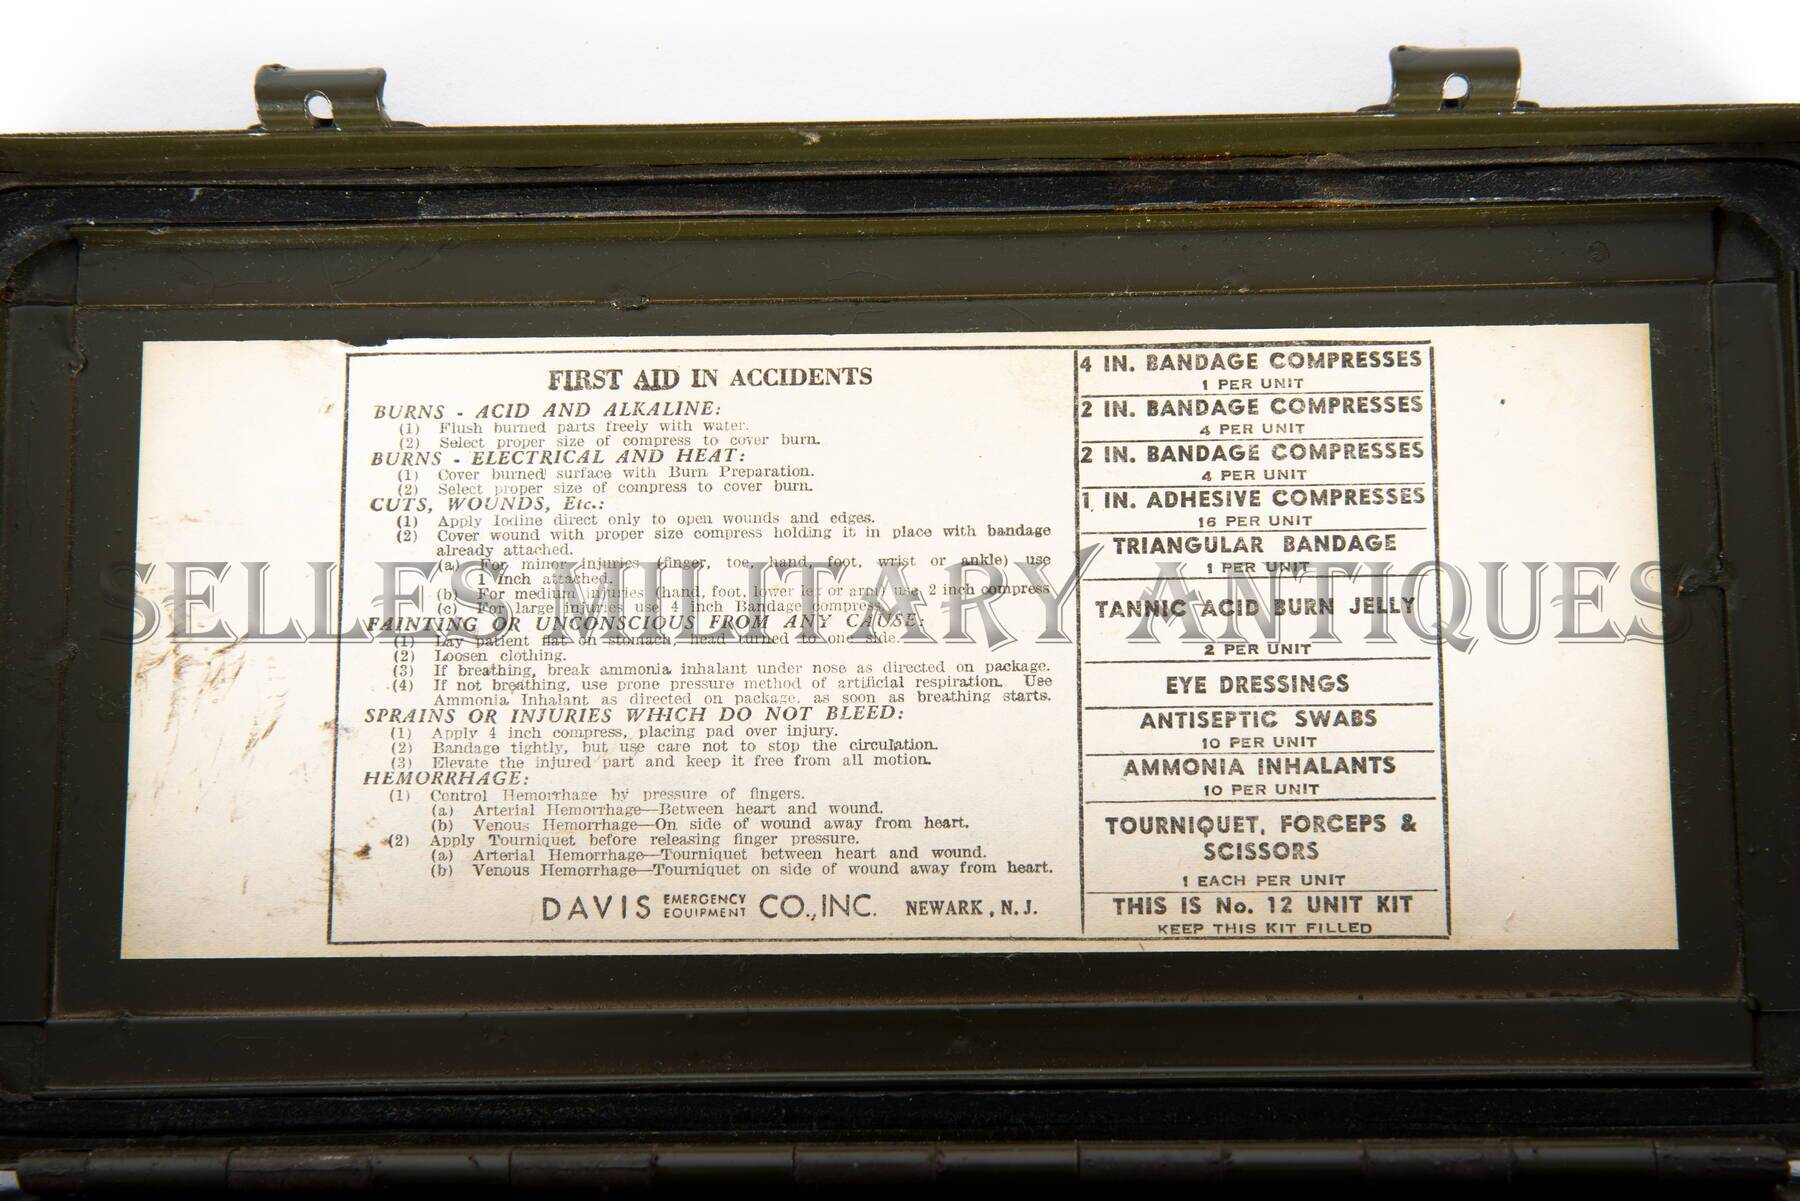 FIRST AID IN ACCIDENTS
BURNS - ACID AND ALKALINE:
(1) Flush burned parts freely with water.
(2) Select proper size of compress to cover burn.
BURNS - ELECTRICAL AND HEAT:
(1) Cover burned surface with Burn Preparation.
(2) Select proper size of compress to cover burn.
CUTS, WOUNDS, Etc.:
(1) Apply Iodine direct only to open wounds and edges.
(2) Cover wound with proper size compress holding it in place with bandage
already attached.
(a) For minor injuries (finger, toe, hand, foot, wrist or ankle) use
1 inch attached.
(b) For medium injuries (hand, foot, lower leg or arm) use 2 inch compress
(c) For large injuries use 4 inch Bandage compress.
FAINTING OR UNCONSCIOUS FROM ANY CAUSE:
(1) Lay patient flat on stomach, head turned to one side.
(2) Loosen clothing.
(3) If breathing, break ammonia inhalant under nose as directed on package.
(4) If not breathing, use prone pressure method of artificial respiration. Use
Ammonia Inhalant as directed on package, as soon as breathing starts.
SPRAINS OR INJURIES WHICH DO NOT BLEED:
(1) Apply 4 inch compress, placing pad over injury.
(2) Bandage tightly, but use care not to stop the circulation.
(3) Elevate the injured part and keep it free from all motion.
HEMORRHAGE:
(1) Control Hemorrhage by pressure of fingers.
(a) Arterial Hemorrhage—Between heart and wound.
(b) Venous Hemorrhage—On side of wound away from heart.
(2) Apply Tourniquet before releasing finger pressure.
(a) Arterial Hemorrhage—Tourniquet between heart and wound.
(b) Venous Hemorrhage—Tourniquet on side of wound away from heart.
DAVIS EMERGENCY EQUIPMENT CO., INC. NEWARK, N.J.
4 IN. BANDAGE COMPRESSES
1 PER UNIT
2 IN. BANDAGE COMPRESSES
4 PER UNIT
2 IN. BANDAGE COMPRESSES
4 PER UNIT
1 IN. ADHESIVE COMPRESSES
16 PER UNIT
TRIANGULAR BANDAGE
1 PER UNIT
TANNIC ACID BURN JELLY
2 PER UNIT
EYE DRESSINGS
ANTISEPTIC SWABS
10 PER UNIT
AMMONIA INHALANTS
10 PER UNIT
TOURNIQUET, FORCEPS &
SCISSORS
1 EACH PER UNIT
THIS IS No. 12 UNIT KIT
KEEP THIS KIT FILLED
SELLES MILITARY ANTIQUES